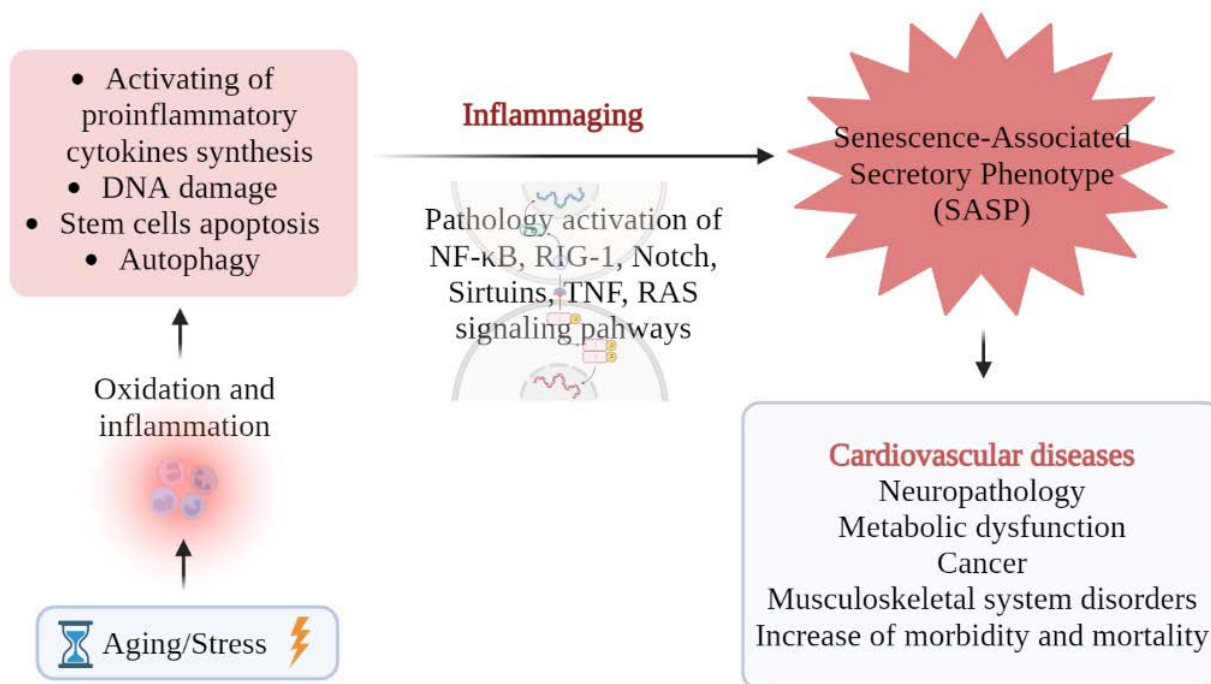 • Activating of
proinflammatory
cytokines synthesis
• DNA damage
• Stem cells apoptosis
• Autophagy
Oxidation and
inflammation
Aging/Stress
Inflammaging
Pathology activation of
NF-κB, RIG-1, Notch,
Sirtuins, TNF, RAS
signaling pahways
Senescence-Associated
Secretory Phenotype
(SASP)
Cardiovascular diseases
Neuropathology
Metabolic dysfunction
Cancer
Musculoskeletal system disorders
Increase of morbidity and mortality